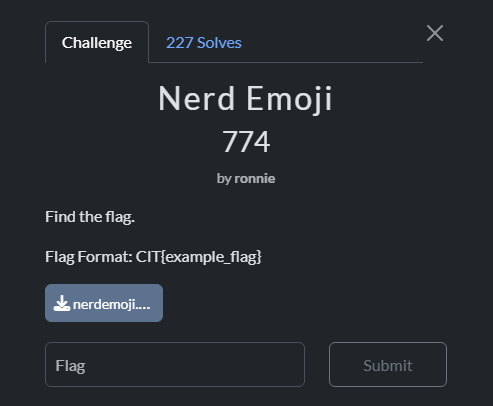 Challenge
227 Solves
Nerd Emoji
774
by ronnie
Find the flag.
Flag Format: CIT{example_flag}
nerdemoji....
Flag
Submit